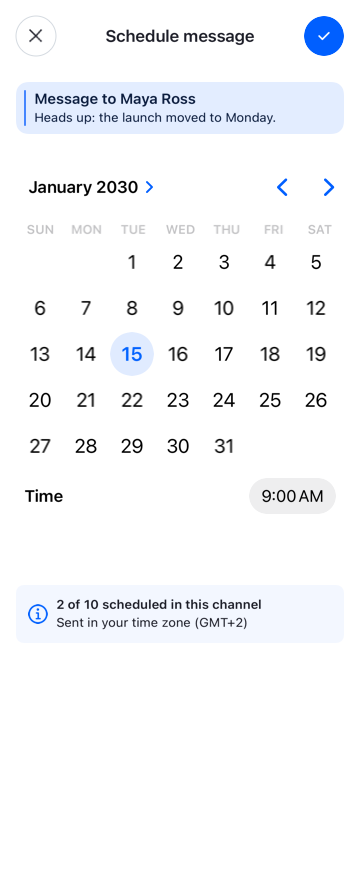 Schedule message
Message to Maya Ross
Heads up: the launch moved to Monday.
January 2030
SUN MON TUE WED THU FRI SAT
1 2 3 4 5
6 7 8 9 10 11 12
13 14 15 16 17 18 19
20 21 22 23 24 25 26
27 28 29 30 31
Time 9:00 AM
2 of 10 scheduled in this channel
Sent in your time zone (GMT+2)